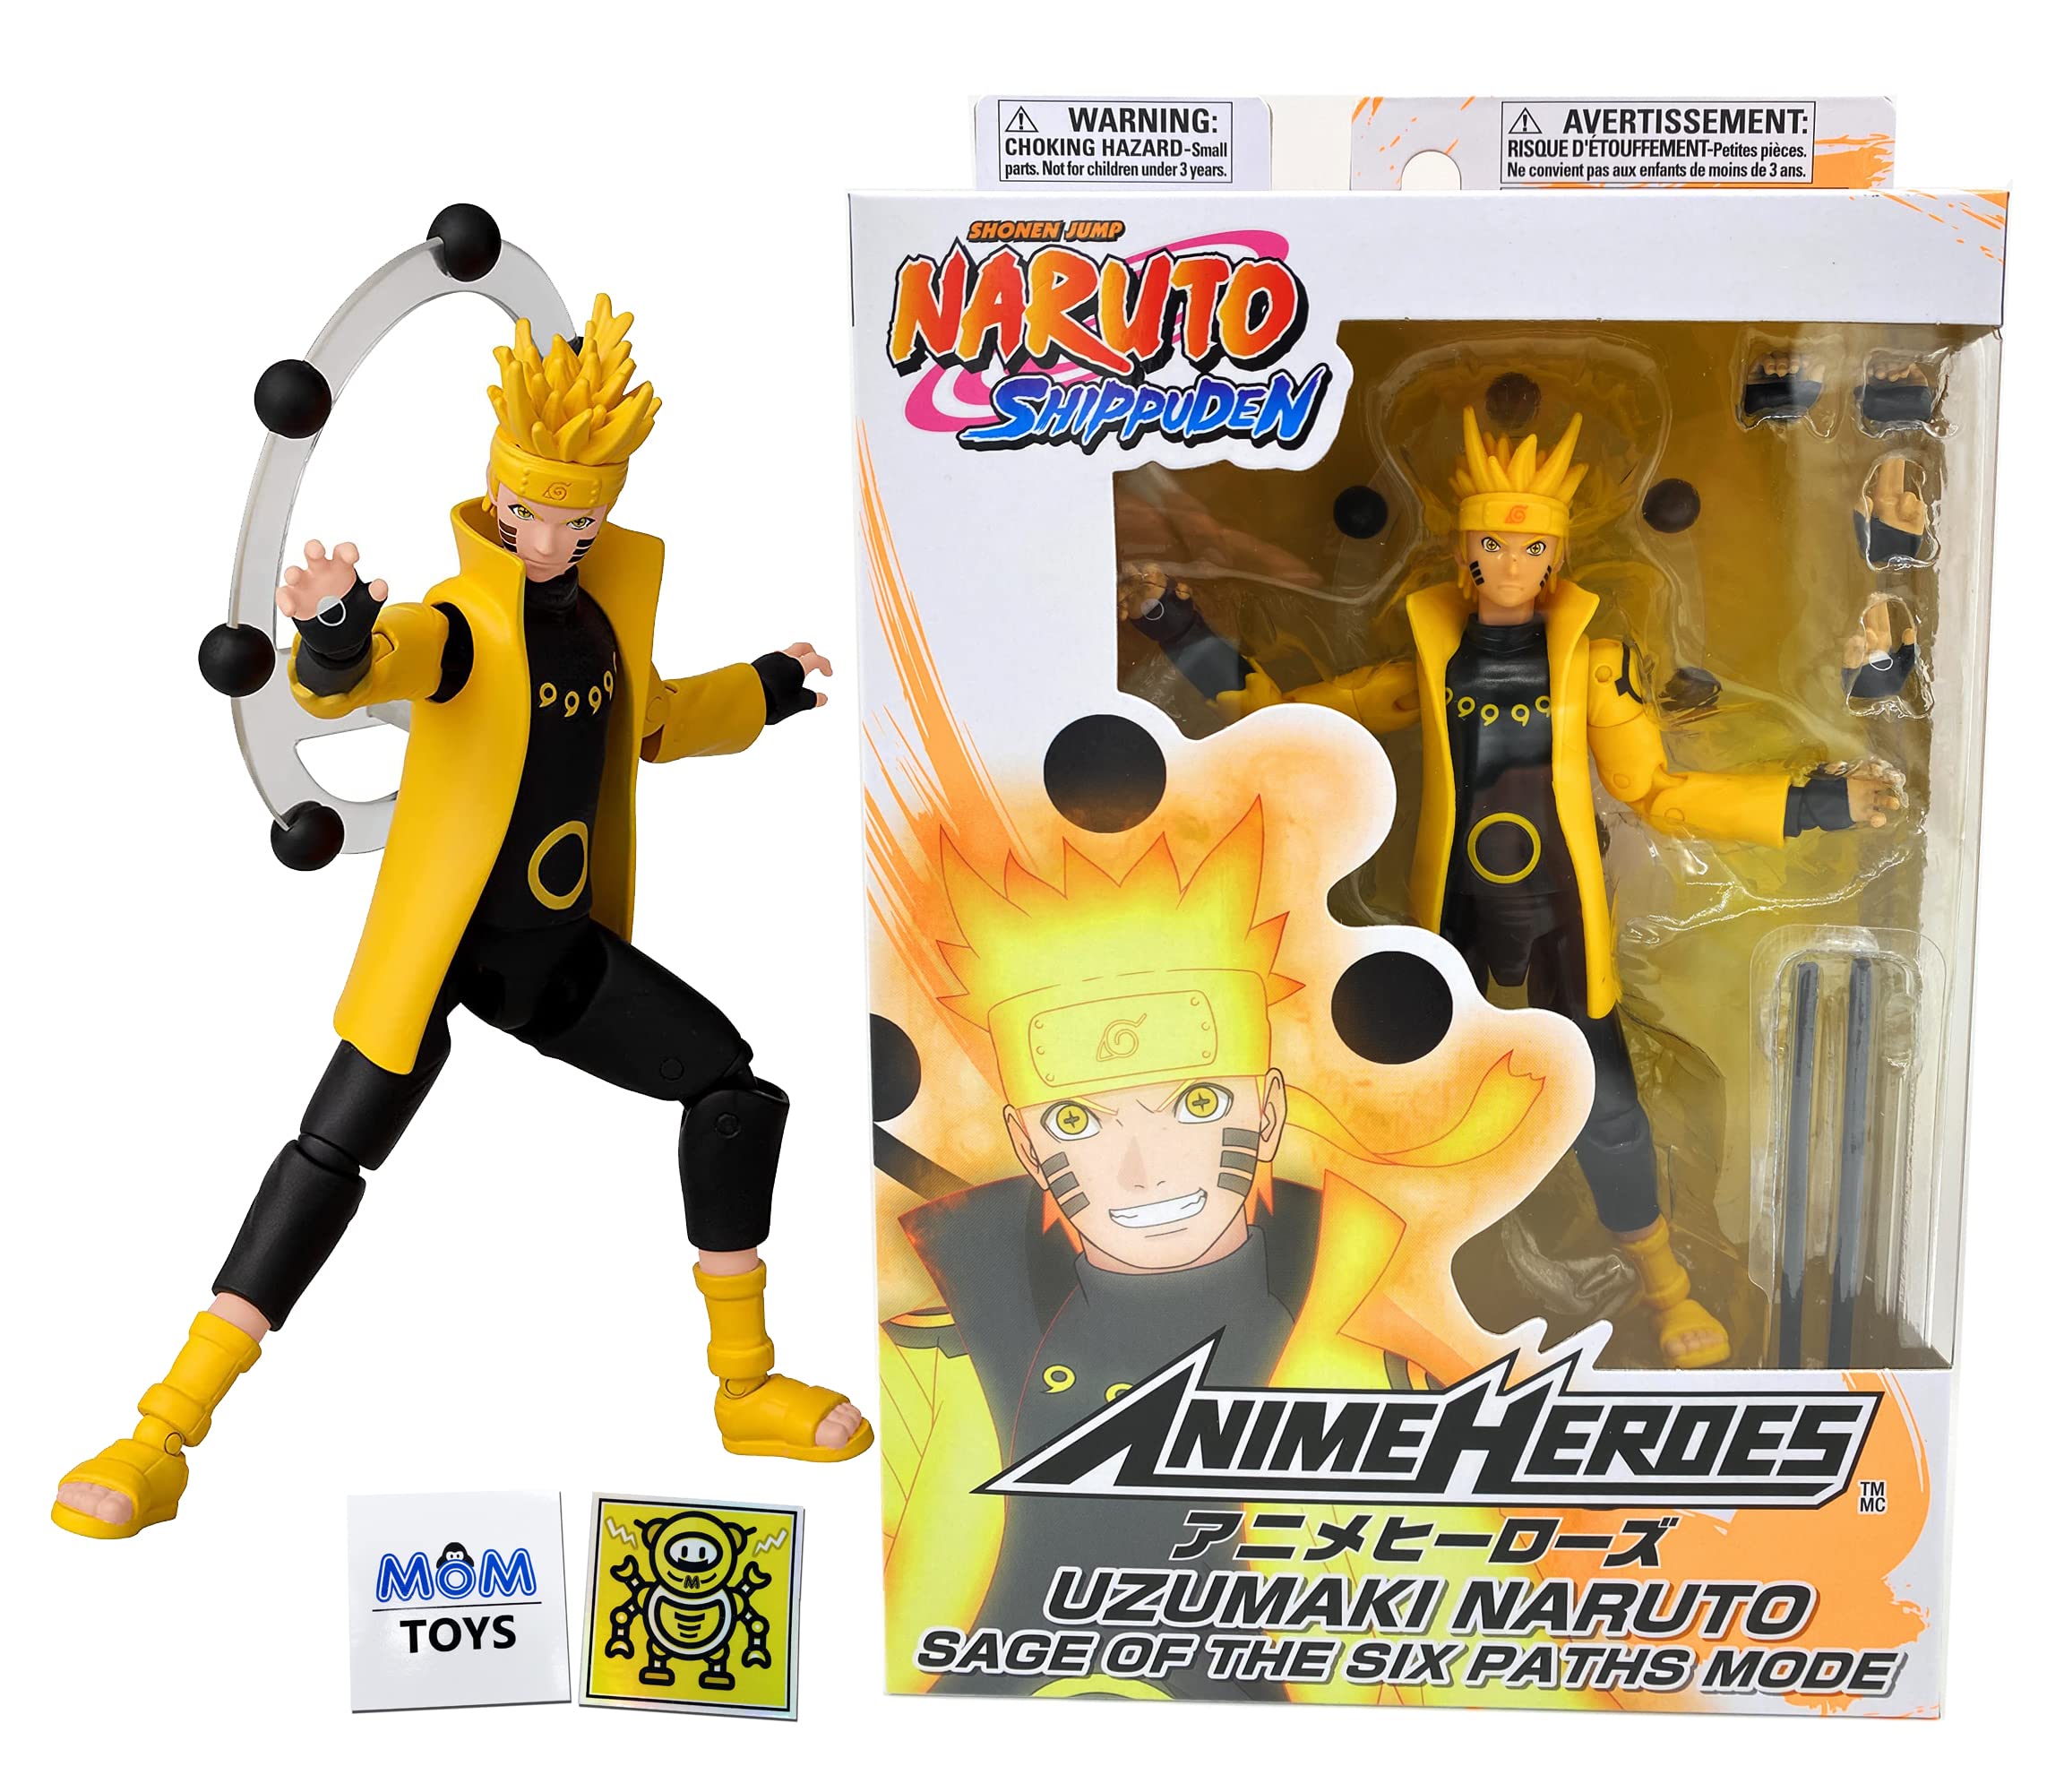 WARNING:
CHOKING HAZARD-Small
parts. Not for children under 3 years.
AVERTISSEMENT:
RISQUE D'ÉTOUFFEMENT-Petites pièces.
Ne convient pas aux enfants de moins de 3 ans.
SHONEN JUMP
NARUTO
SHIPPUDEN
ANIME HEROES
TM
MC
アニメヒーローズ
UZUMAKI NARUTO
SAGE OF THE SIX PATHS MODE
MOM
TOYS
M